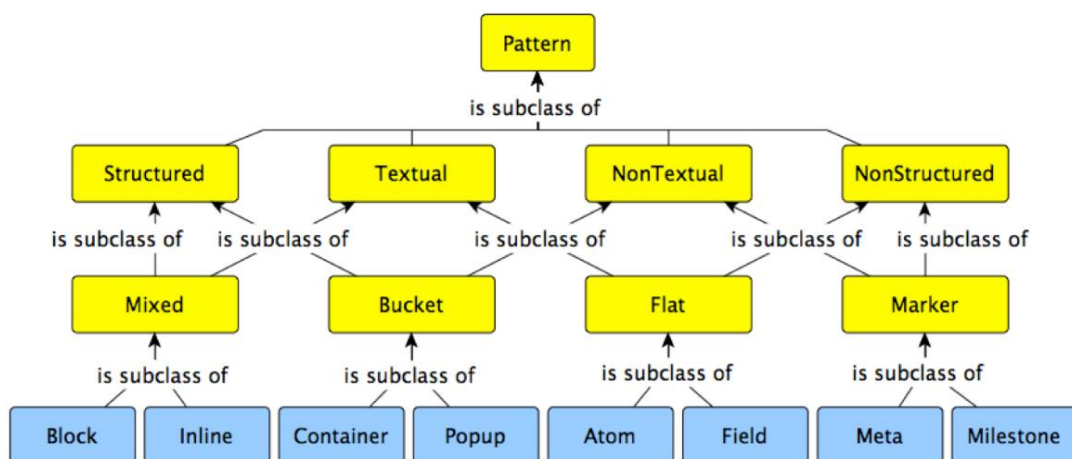 Pattern
is subclass of
Structured Textual NonTextual NonStructured
is subclass of is subclass of is subclass of is subclass of is subclass of
Mixed Bucket Flat Marker
is subclass of is subclass of is subclass of is subclass of
Block Inline Container Popup Atom Field Meta Milestone